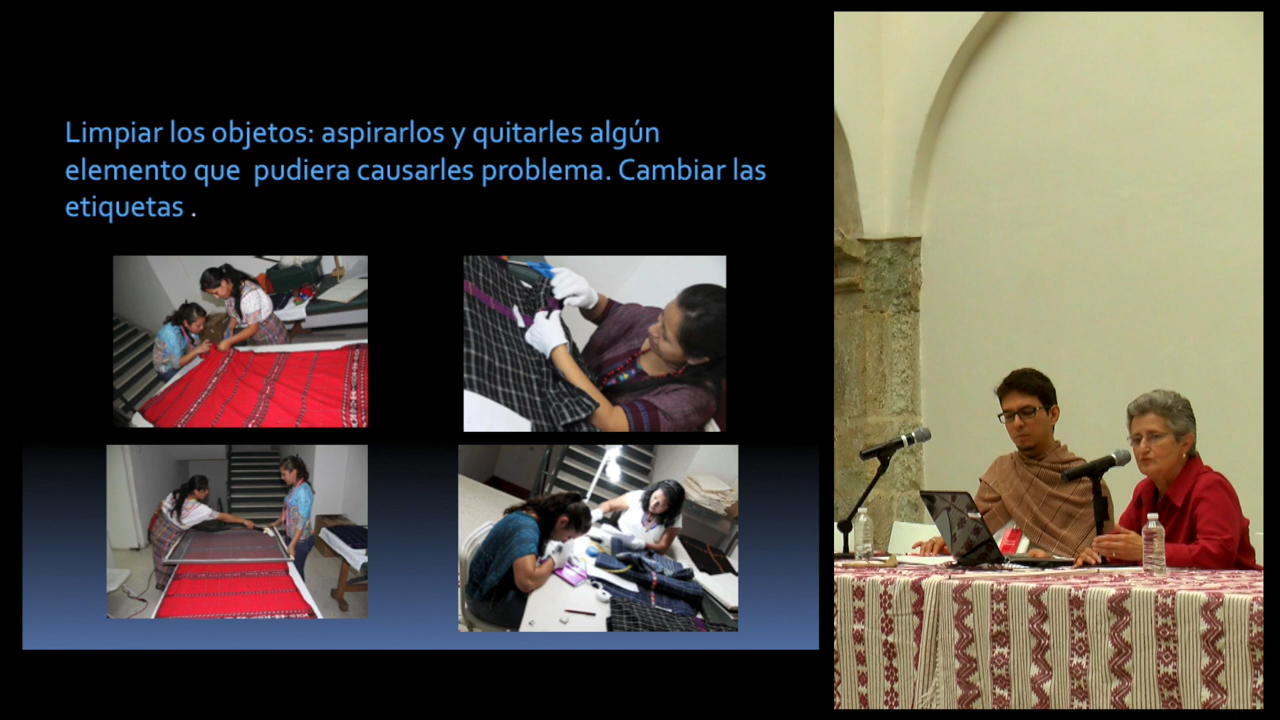 Limpiar los objetos: aspirarlos y quitarles algún
elemento que  pudiera causarles problema. Cambiar las
etiquetas .